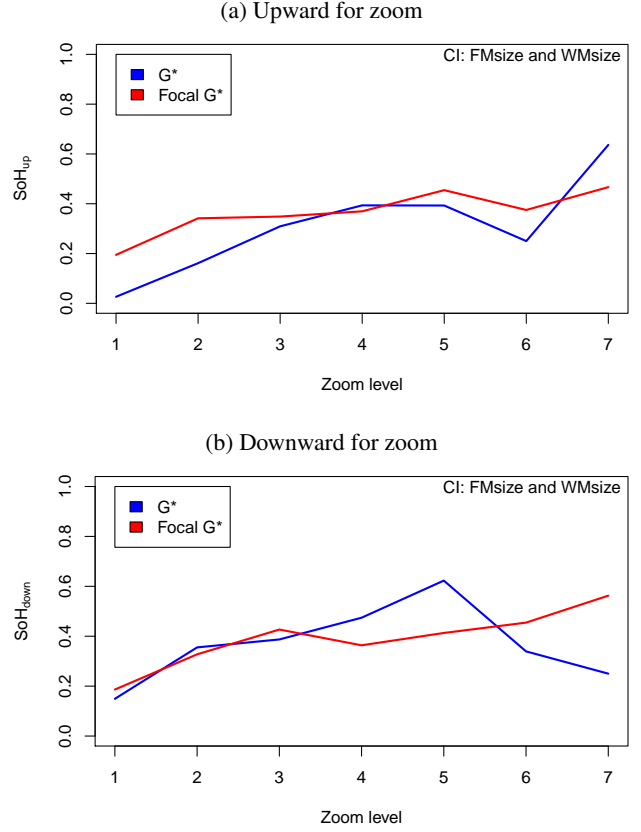 (a) Upward for zoom
CI: FMsize and WMsize
G*
Focal G*
SoHup
1.0
0.8
0.6
0.4
0.2
0.0
1 2 3 4 5 6 7
Zoom level
(b) Downward for zoom
CI: FMsize and WMsize
G*
Focal G*
SoHdown
1.0
0.8
0.6
0.4
0.2
0.0
1 2 3 4 5 6 7
Zoom level